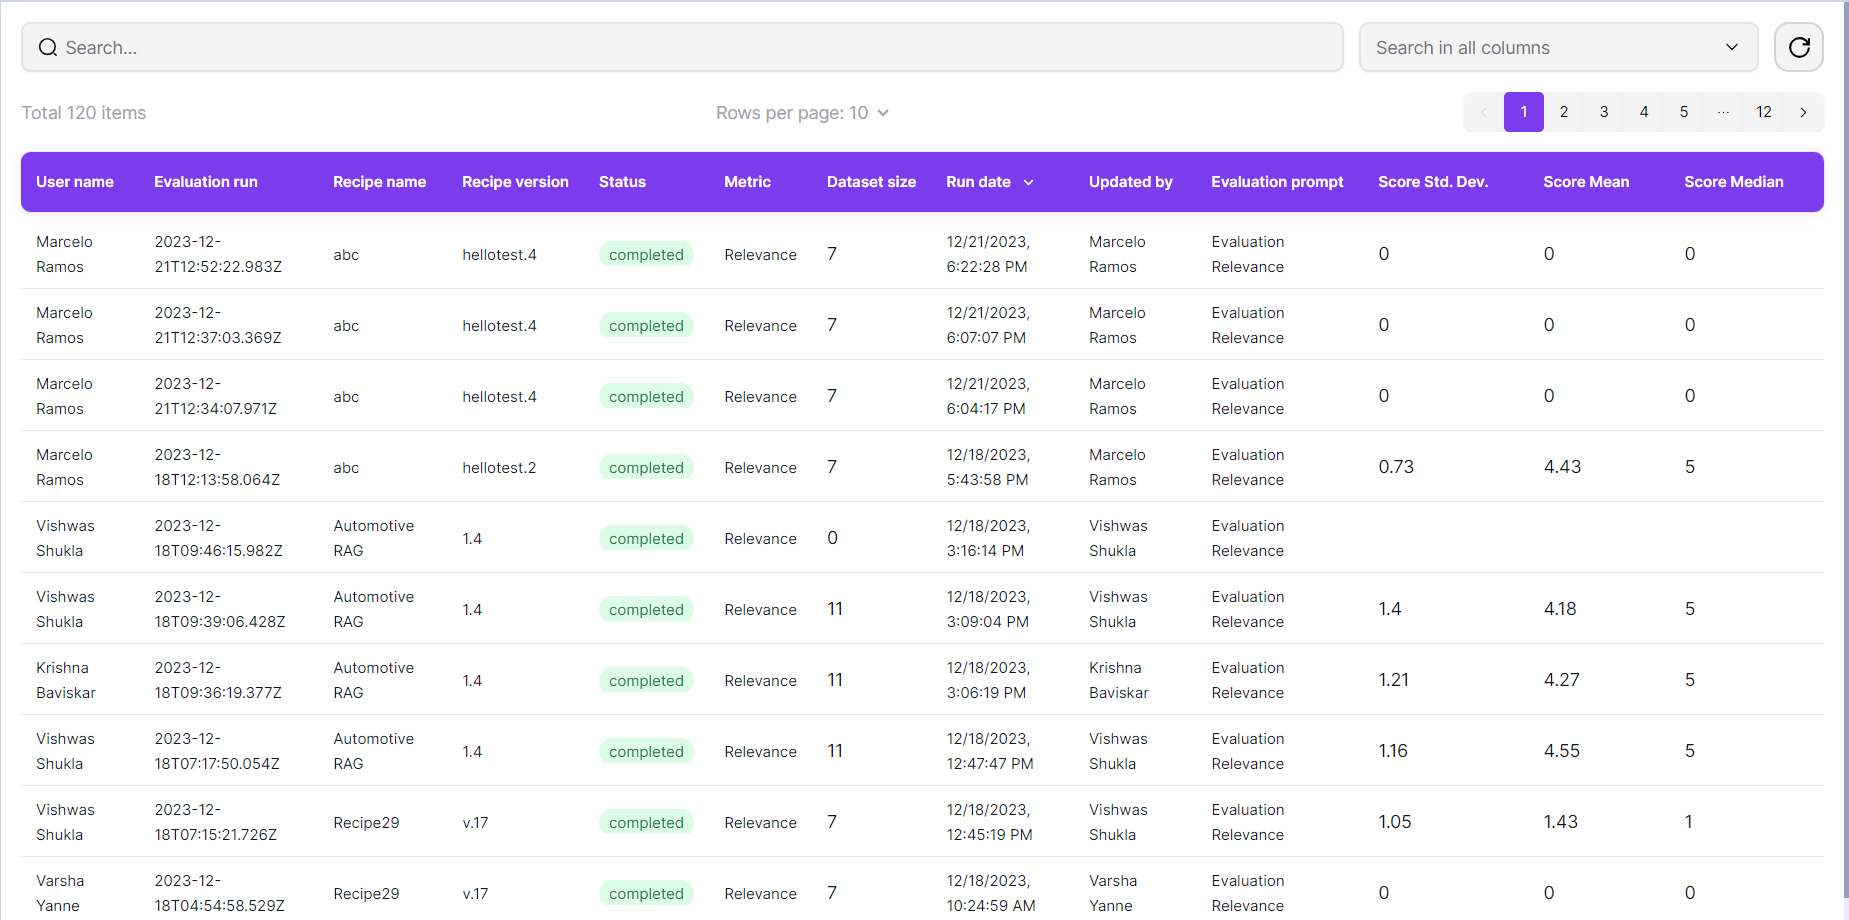 Search...
Search in all columns
Total 120 items
Rows per page: 10
1 2 3 4 5 ... 12
User name Evaluation run Recipe name Recipe version Status Metric Dataset size Run date Updated by Evaluation prompt Score Std. Dev. Score Mean Score Median
Marcelo 2023-12- 12/21/2023, Marcelo Evaluation
abc hellotest.4 completed Relevance 7 0 0 0
Ramos 21T12:52:22.983Z 6:22:28 PM Ramos Relevance
Marcelo 2023-12- 12/21/2023, Marcelo Evaluation
abc hellotest.4 completed Relevance 7 0 0 0
Ramos 21T12:37:03.369Z 6:07:07 PM Ramos Relevance
Marcelo 2023-12- 12/21/2023, Marcelo Evaluation
abc hellotest.4 completed Relevance 7 0 0 0
Ramos 21T12:34:07.971Z 6:04:17 PM Ramos Relevance
Marcelo 2023-12- 12/18/2023, Marcelo Evaluation
abc hellotest.2 completed Relevance 7 0.73 4.43 5
Ramos 18T12:13:58.064Z 5:43:58 PM Ramos Relevance
Vishwas 2023-12- Automotive 12/18/2023, Vishwas Evaluation
1.4 completed Relevance 0
Shukla 18T09:46:15.982Z RAG 3:16:14 PM Shukla Relevance
Vishwas 2023-12- Automotive 12/18/2023, Vishwas Evaluation
1.4 completed Relevance 11 1.4 4.18 5
Shukla 18T09:39:06.428Z RAG 3:09:04 PM Shukla Relevance
Krishna 2023-12- Automotive 12/18/2023, Krishna Evaluation
1.4 completed Relevance 11 1.21 4.27 5
Baviskar 18T09:36:19.377Z RAG 3:06:19 PM Baviskar Relevance
Vishwas 2023-12- Automotive 12/18/2023, Vishwas Evaluation
1.4 completed Relevance 11 1.16 4.55 5
Shukla 18T07:17:50.054Z RAG 12:47:47 PM Shukla Relevance
Vishwas 2023-12- 12/18/2023, Vishwas Evaluation
Recipe29 v.17 completed Relevance 7 1.05 1.43 1
Shukla 18T07:15:21.726Z 12:45:19 PM Shukla Relevance
Varsha 2023-12- 12/18/2023, Varsha Evaluation
Recipe29 v.17 completed Relevance 7 0 0 0
Yanne 18T04:54:58.529Z 10:24:59 AM Yanne Relevance